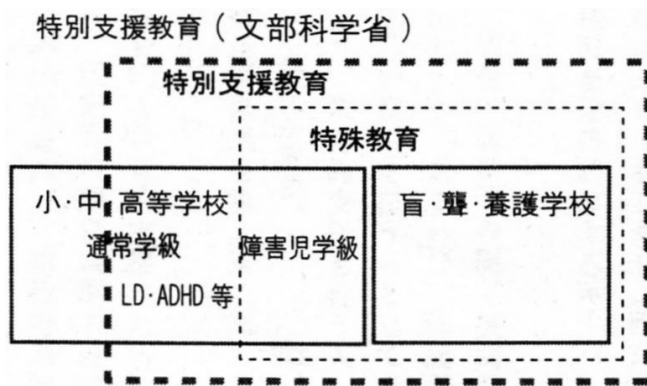 特別支援教育（文部科学省）
特別支援教育
特殊教育
小・中 高等学校
盲・聾・養護学校
通常学級
障害児学級
LD・ADHD 等